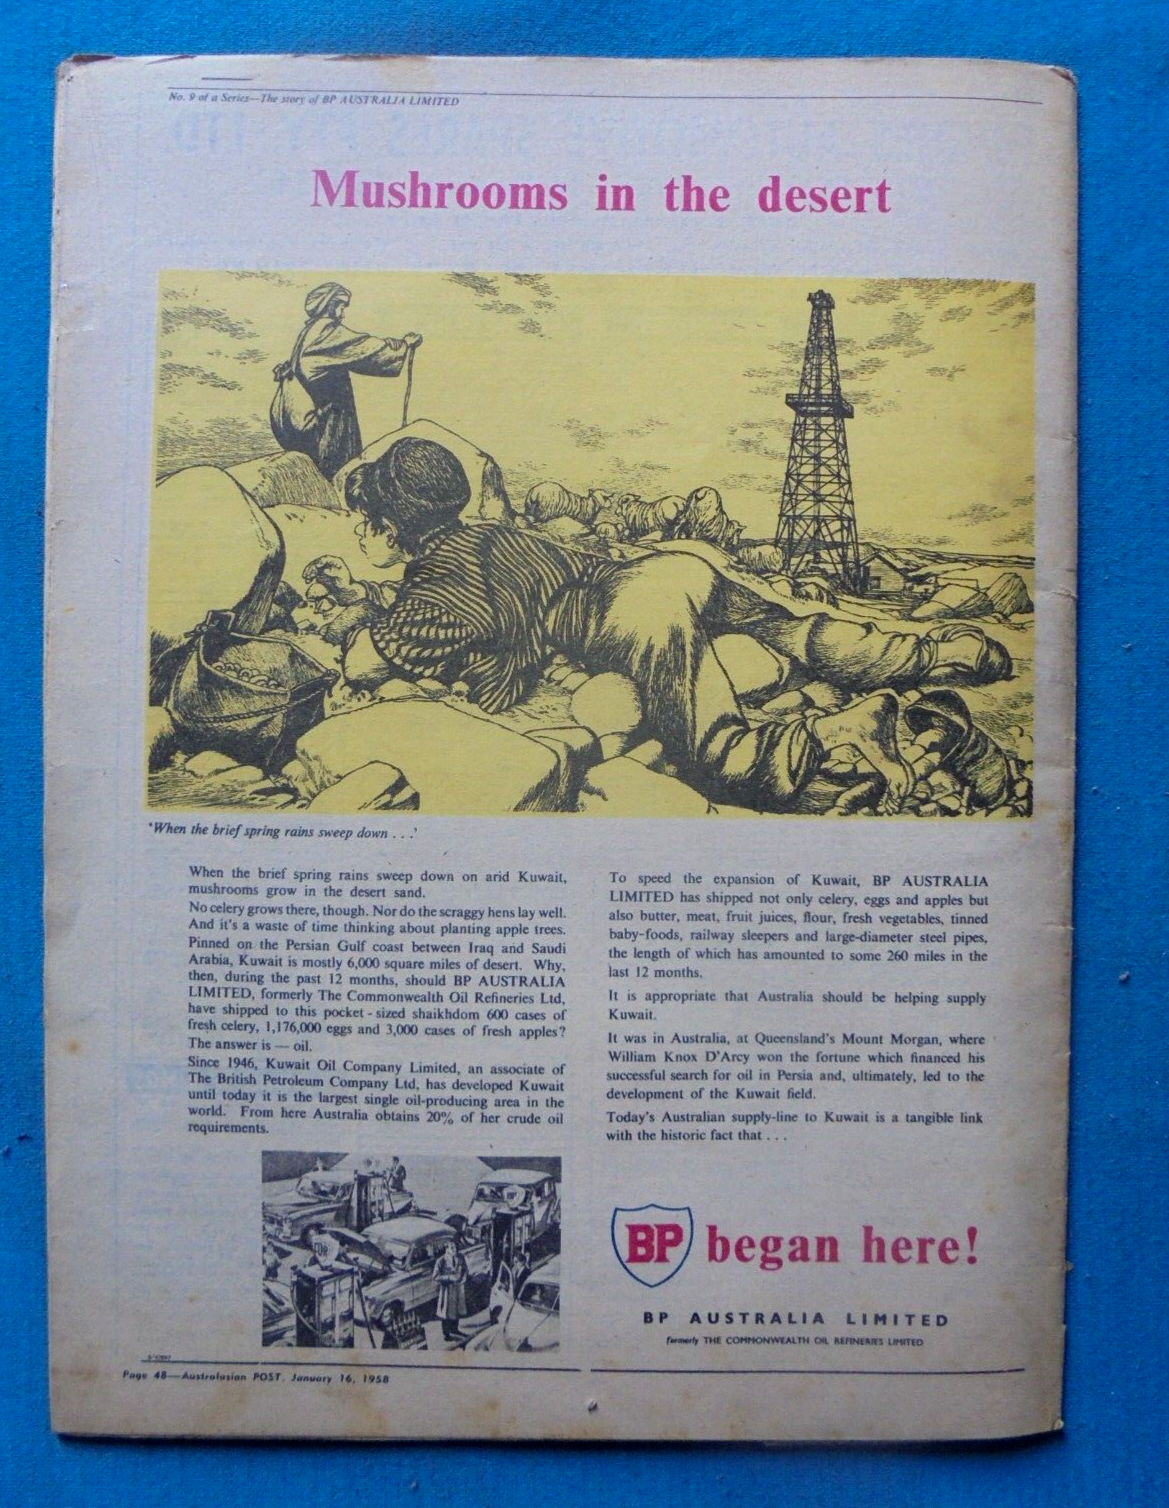 No. 9 of a Series—The story of BP AUSTRALIA LIMITED
Mushrooms in the desert
'When the brief spring rains sweep down . . .'
When the brief spring rains sweep down on arid Kuwait,
mushrooms grow in the desert sand.
No celery grows there, though. Nor do the scraggy hens lay well.
And it's a waste of time thinking about planting apple trees.
Pinned on the Persian Gulf coast between Iraq and Saudi
Arabia, Kuwait is mostly 6,000 square miles of desert. Why,
then, during the past 12 months, should BP AUSTRALIA
LIMITED, formerly The Commonwealth Oil Refineries Ltd,
have shipped to this pocket-sized shaikhdom 600 cases of
fresh celery, 1,176,000 eggs and 3,000 cases of fresh apples?
The answer is — oil.
Since 1946, Kuwait Oil Company Limited, an associate of
The British Petroleum Company Ltd, has developed Kuwait
until today it is the largest single oil-producing area in the
world. From here Australia obtains 20% of her crude oil
requirements.
To speed the expansion of Kuwait, BP AUSTRALIA
LIMITED has shipped not only celery, eggs and apples but
also butter, meat, fruit juices, flour, fresh vegetables, tinned
baby-foods, railway sleepers and large-diameter steel pipes,
the length of which has amounted to some 260 miles in the
last 12 months.
It is appropriate that Australia should be helping supply
Kuwait.
It was in Australia, at Queensland's Mount Morgan, where
William Knox D'Arcy won the fortune which financed his
successful search for oil in Persia and, ultimately, led to the
development of the Kuwait field.
Today's Australian supply-line to Kuwait is a tangible link
with the historic fact that . . .
BP began here!
BP AUSTRALIA LIMITED
formerly THE COMMONWEALTH OIL REFINERIES LIMITED
Page 48—Australasian POST, January 16, 1958